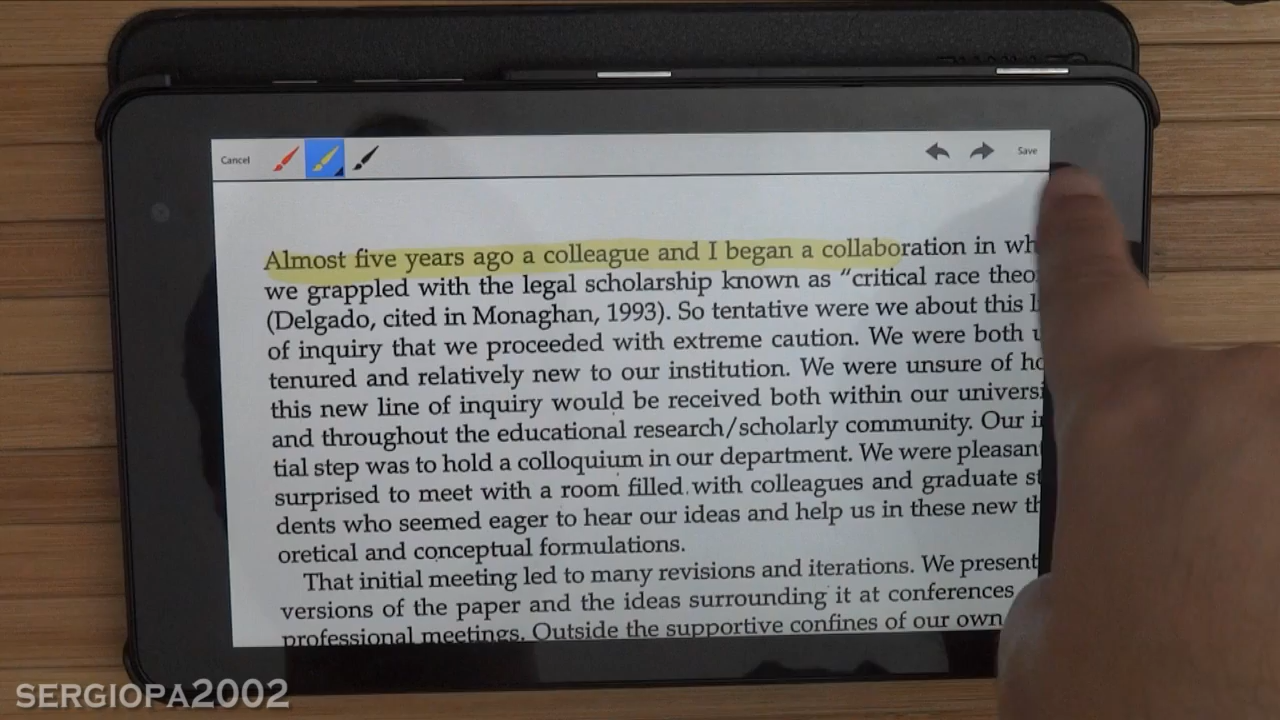 Cancel
Save
Almost five years ago a colleague and I began a collaboration in wh
we grappled with the legal scholarship known as “critical race theo
(Delgado, cited in Monaghan, 1993). So tentative were we about this l
of inquiry that we proceeded with extreme caution. We were both u
tenured and relatively new to our institution. We were unsure of ho
this new line of inquiry would be received both within our universi
and throughout the educational research/scholarly community. Our i
tial step was to hold a colloquium in our department. We were pleasan
surprised to meet with a room filled with colleagues and graduate st
dents who seemed eager to hear our ideas and help us in these new th
oretical and conceptual formulations.
That initial meeting led to many revisions and iterations. We present
versions of the paper and the ideas surrounding it at conferences
professional meetings. Outside the supportive confines of our own
SERGIOPA2002